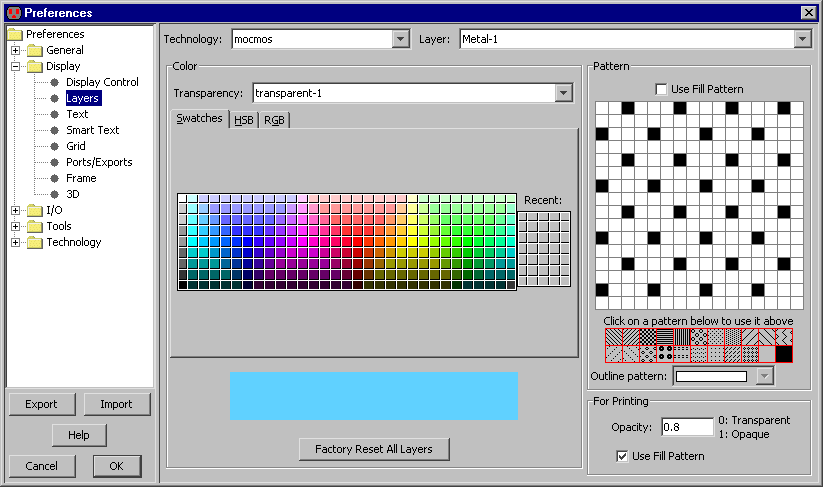 Preferences
Preferences
General
Display
Display Control
Layers
Text
Smart Text
Grid
Ports/Exports
Frame
3D
I/O
Tools
Technology
Export
Import
Help
Cancel
OK
Technology: mocmos
Layer: Metal-1
Color
Transparency: transparent-1
Swatches HSB RGB
Recent:
Factory Reset All Layers
Pattern
Use Fill Pattern
Click on a pattern below to use it above
Outline pattern:
For Printing
Opacity: 0.8
0: Transparent
1: Opaque
Use Fill Pattern